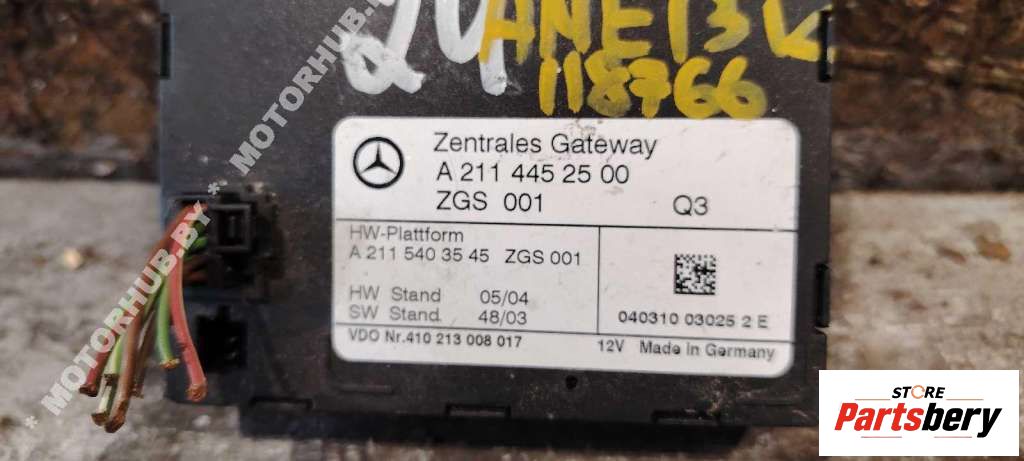 ANE13
118766
MOTORHUB.BY * MOTORHUB
Zentrales Gateway
A 211 445 25 00
ZGS 001 Q3
HW-Plattform
A 211 540 35 45 ZGS 001
HW Stand 05/04
SW Stand. 48/03
040310 03025 2 E
VDO Nr.410 213 008 017 12V Made in Germany
STORE
Partsbery